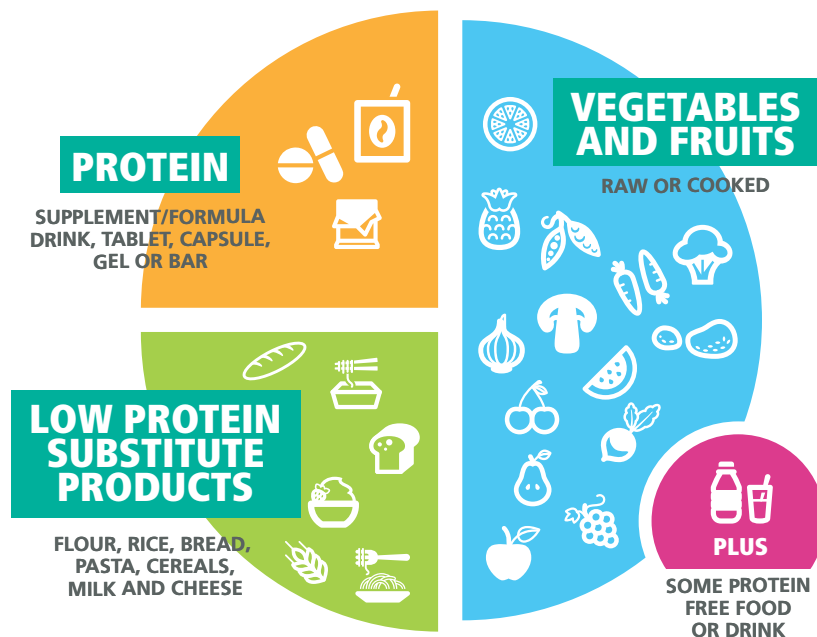 PROTEIN
SUPPLEMENT/FORMULA
DRINK, TABLET, CAPSULE,
GEL OR BAR
VEGETABLES
AND FRUITS
RAW OR COOKED
LOW PROTEIN
SUBSTITUTE
PRODUCTS
FLOUR, RICE, BREAD,
PASTA, CEREALS,
MILK AND CHEESE
PLUS
SOME PROTEIN
FREE FOOD
OR DRINK